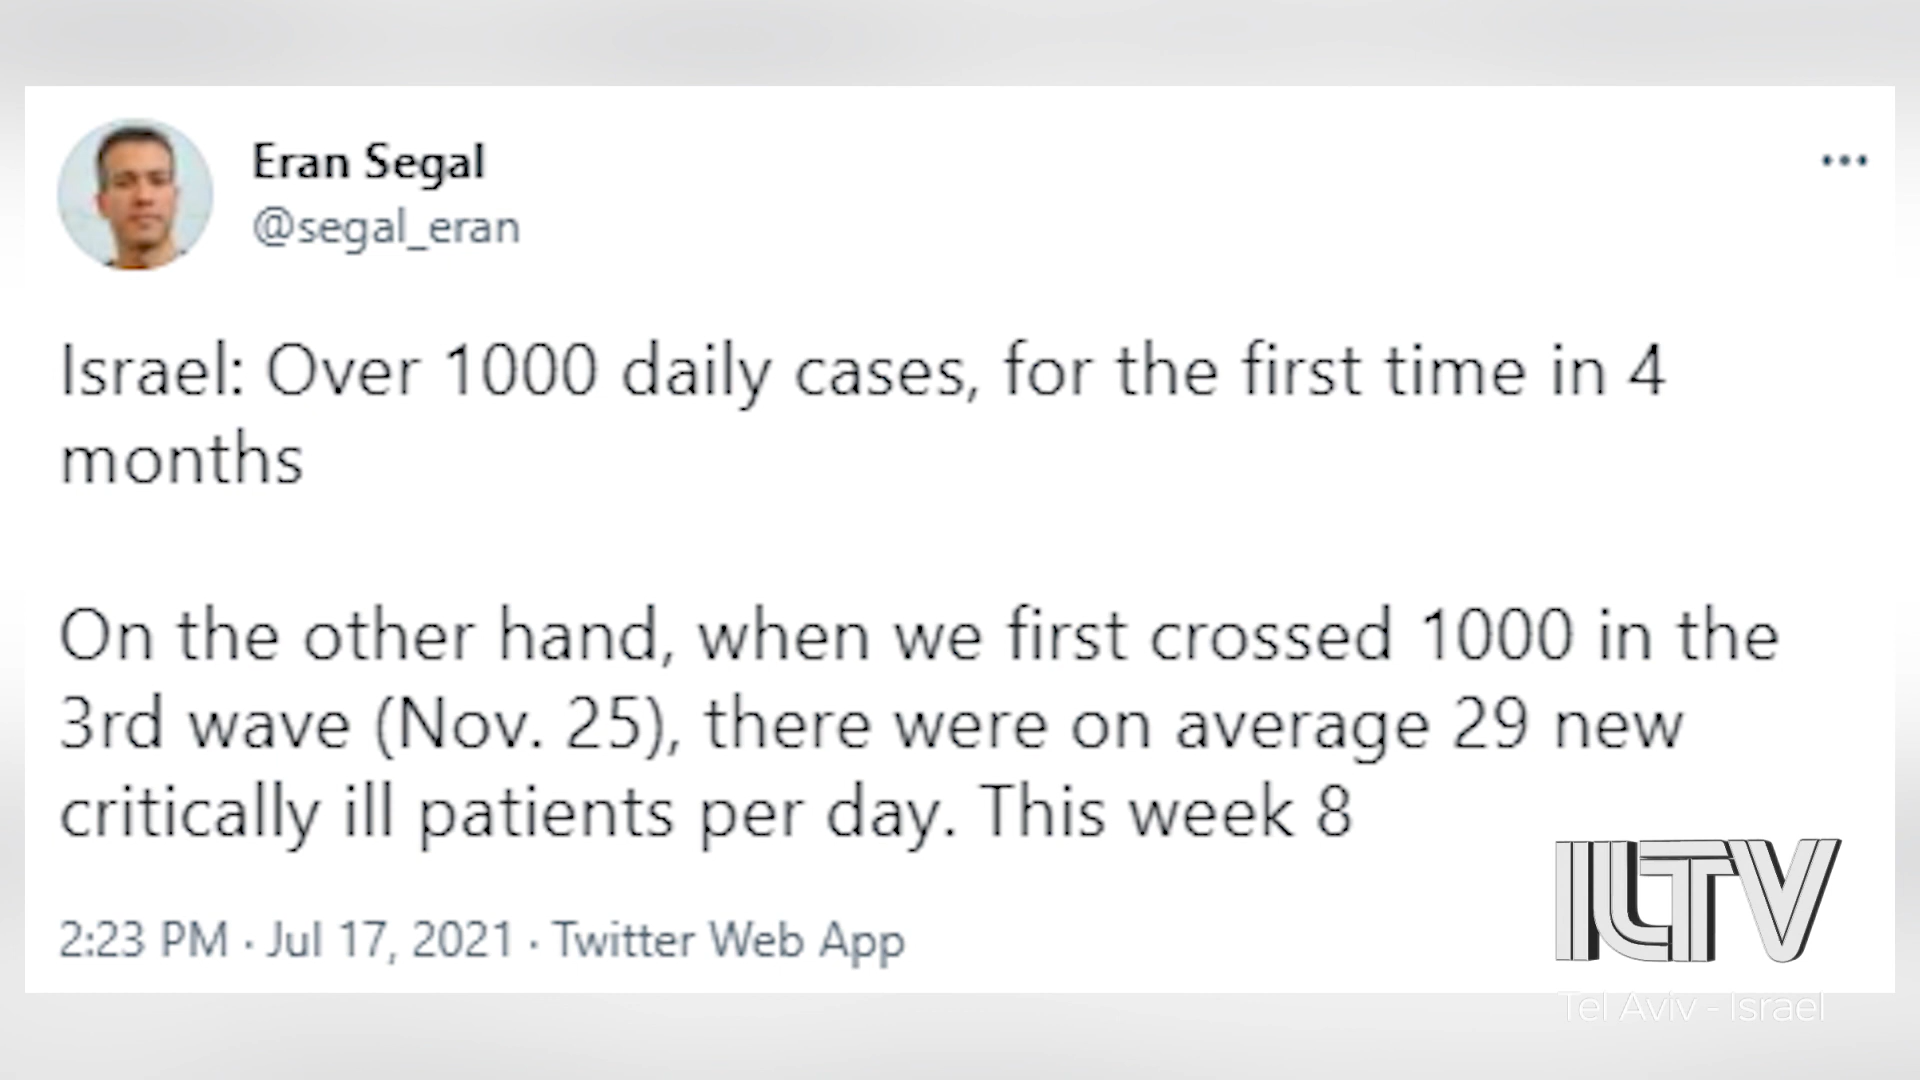 Eran Segal
@segal_eran
Israel: Over 1000 daily cases, for the first time in 4
months
On the other hand, when we first crossed 1000 in the
3rd wave (Nov. 25), there were on average 29 new
critically ill patients per day. This week 8
2:23 PM · Jul 17, 2021 · Twitter Web App
ILTV
Tel Aviv - Israel